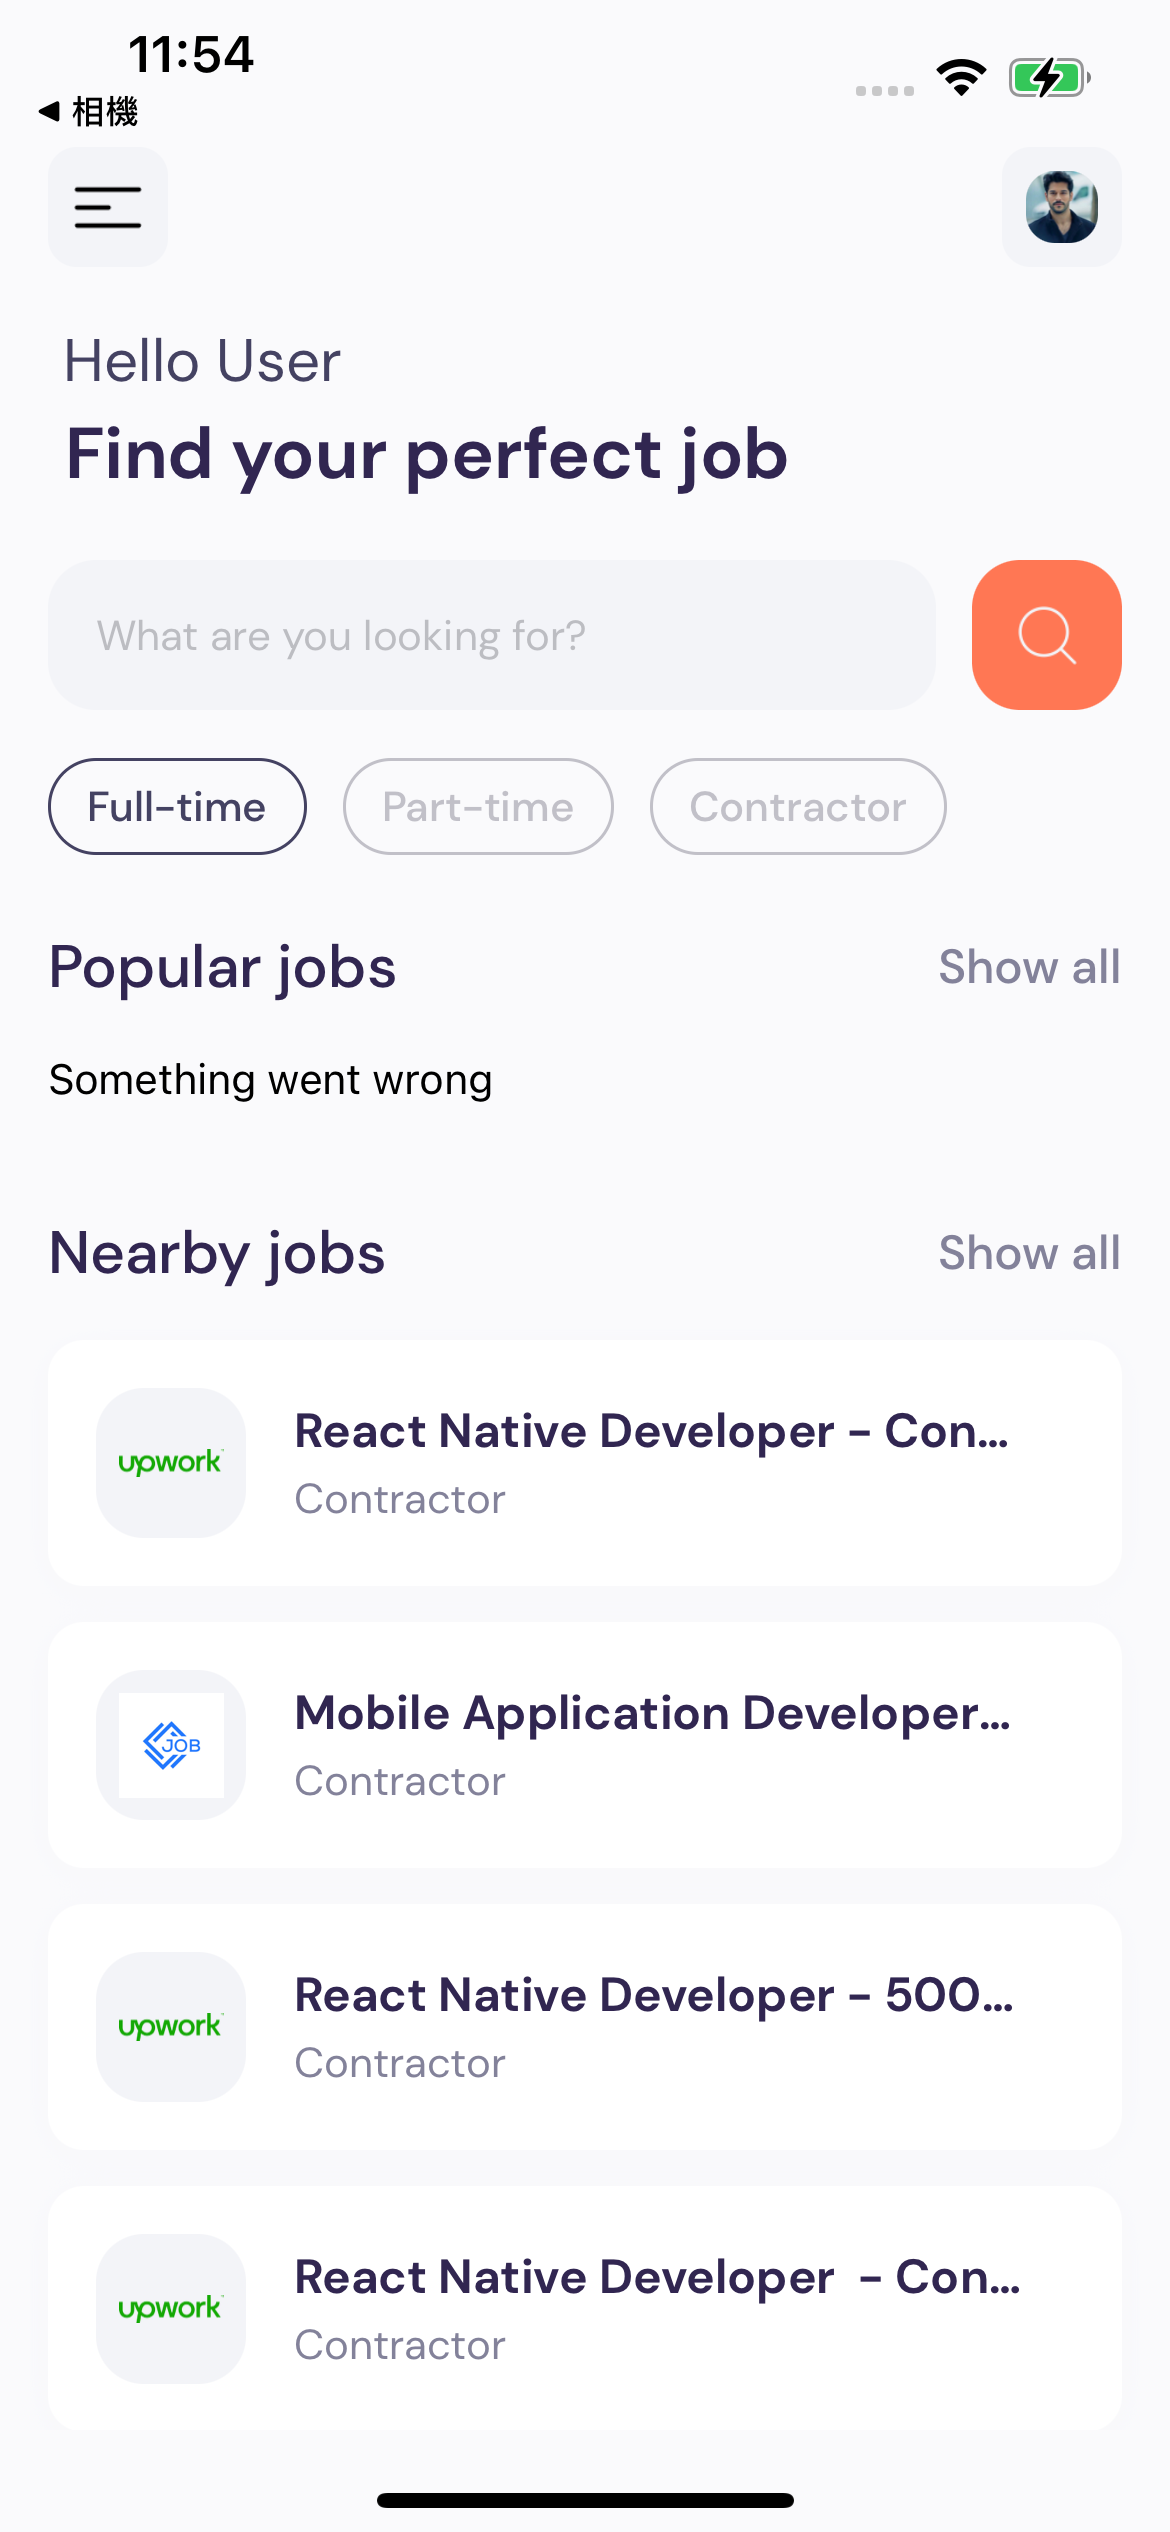 11:54
◀ 相機
Hello User
Find your perfect job
What are you looking for?
Full-time
Part-time
Contractor
Popular jobs
Show all
Something went wrong
Nearby jobs
Show all
upwork
React Native Developer - Con...
Contractor
JOB
Mobile Application Developer...
Contractor
upwork
React Native Developer - 500...
Contractor
upwork
React Native Developer  - Con...
Contractor